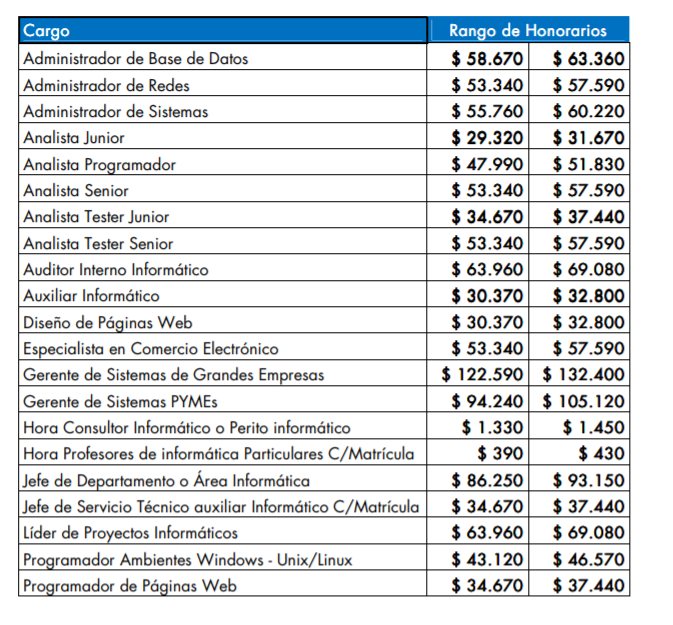 Cargo Rango de Honorarios
Administrador de Base de Datos $ 58.670 $ 63.360
Administrador de Redes $ 53.340 $ 57.590
Administrador de Sistemas $ 55.760 $ 60.220
Analista Junior $ 29.320 $ 31.670
Analista Programador $ 47.990 $ 51.830
Analista Senior $ 53.340 $ 57.590
Analista Tester Junior $ 34.670 $ 37.440
Analista Tester Senior $ 53.340 $ 57.590
Auditor Interno Informático $ 63.960 $ 69.080
Auxiliar Informático $ 30.370 $ 32.800
Diseño de Páginas Web $ 30.370 $ 32.800
Especialista en Comercio Electrónico $ 53.340 $ 57.590
Gerente de Sistemas de Grandes Empresas $ 122.590 $ 132.400
Gerente de Sistemas PYMEs $ 94.240 $ 105.120
Hora Consultor Informático o Perito informático $ 1.330 $ 1.450
Hora Profesores de informática Particulares C/Matrícula $ 390 $ 430
Jefe de Departamento o Área Informática $ 86.250 $ 93.150
Jefe de Servicio Técnico auxiliar Informático C/Matrícula $ 34.670 $ 37.440
Líder de Proyectos Informáticos $ 63.960 $ 69.080
Programador Ambientes Windows - Unix/Linux $ 43.120 $ 46.570
Programador de Páginas Web $ 34.670 $ 37.440